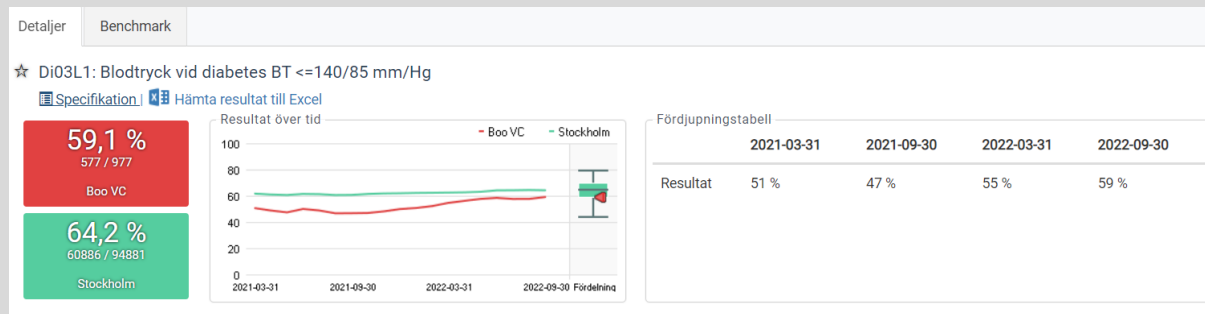 Detaljer
Benchmark
Di03L1: Blodtryck vid diabetes BT <=140/85 mm/Hg
Specifikation | Hämta resultat till Excel
59,1 %
577 / 977
Boo VC
64,2 %
60886 / 94881
Stockholm
Resultat över tid
Boo VC Stockholm
100
80
60
40
20
0
2021-03-31 2021-09-30 2022-03-31 2022-09-30 Fördelning
Fördjupningstabell
2021-03-31 2021-09-30 2022-03-31 2022-09-30
Resultat 51 % 47 % 55 % 59 %